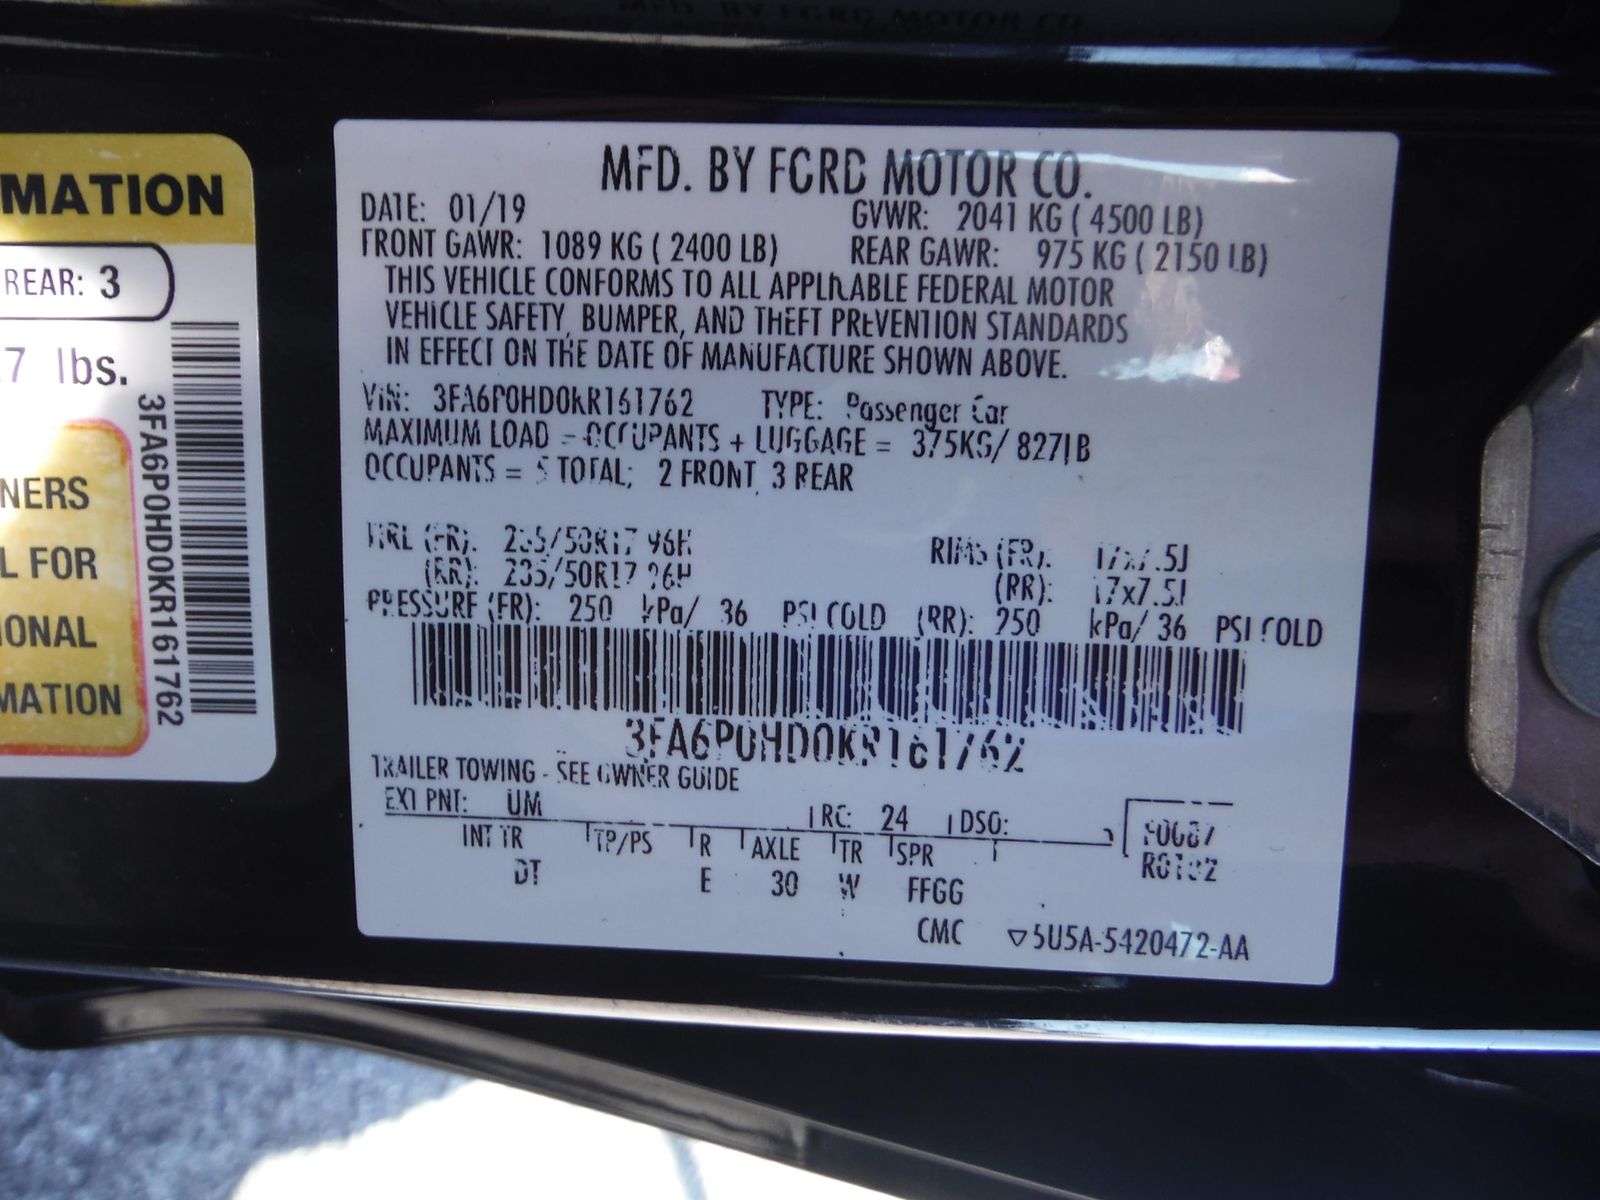 MFD. BY FORD MOTOR CO.
DATE: 01/19 GVWR: 2041 KG ( 4500 LB)
FRONT GAWR: 1089 KG ( 2400 LB) REAR GAWR: 975 KG ( 2150 LB)
THIS VEHICLE CONFORMS TO ALL APPLICABLE FEDERAL MOTOR
VEHICLE SAFETY, BUMPER, AND THEFT PREVENTION STANDARDS
IN EFFECT ON THE DATE OF MANUFACTURE SHOWN ABOVE.
VIN: 3FA6P0HD0KR161762 TYPE: Passenger Car
MAXIMUM LOAD = OCCUPANTS + LUGGAGE = 375KG/ 827LB
OCCUPANTS = 5 TOTAL; 2 FRONT, 3 REAR
(FR): 235/50R17 96H RIMS (FR): 17x7.5J
(RR): 235/50R17 96H (RR): 17x7.5J
PRESSURE (FR): 250 kPa/ 36 PSI COLD (RR): 250 kPa/ 36 PSI COLD
3FA6P0HD0KR161762
TRAILER TOWING - SEE OWNER GUIDE
EXT PNT: UM RC: 24 DSO:
INT TR TP/PS R AXLE TR SPR
DT E 30 W FFGG
CMC ▽5U5A-5420472-AA
MATION
REAR: 3
7 lbs.
NERS
L FOR
IONAL
MATION
3FA6P0HD0KR161762